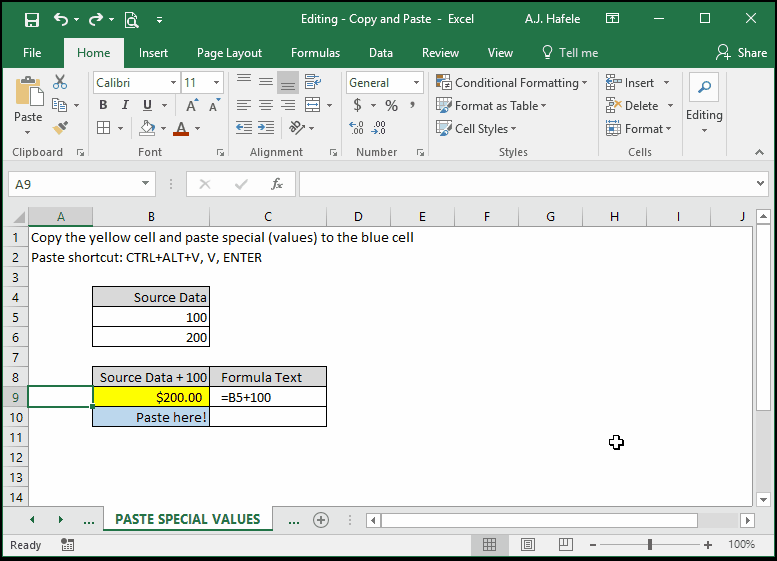 Editing - Copy and Paste - Excel
A.J. Hafele
File Home Insert Page Layout Formulas Data Review View Tell me Share
Paste
Calibri 11
B I U A A
A
General
$ % ,
.00 .0
Conditional Formatting
Format as Table
Cell Styles
Insert
Delete
Format
Editing
Clipboard Font Alignment Number Styles Cells
A9 fx
A B C D E F G H I J
1 Copy the yellow cell and paste special (values) to the blue cell
2 Paste shortcut: CTRL+ALT+V, V, ENTER
3
4 Source Data
5 100
6 200
7
8 Source Data + 100 Formula Text
9 $200.00 =B5+100
10 Paste here!
11
12
13
14
... PASTE SPECIAL VALUES ...
Ready 100%